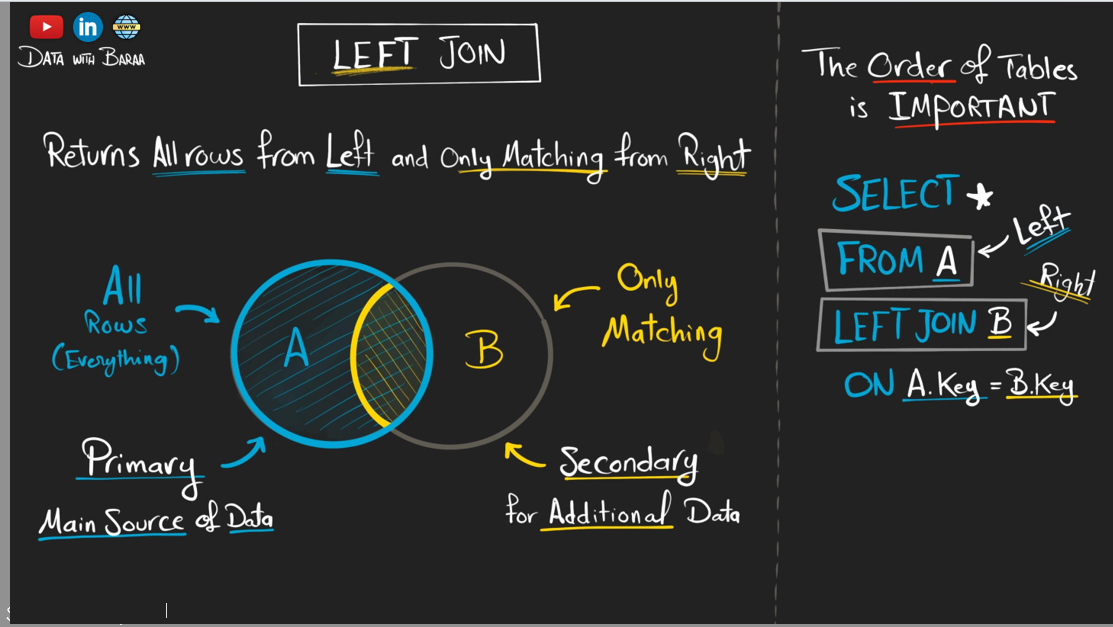 in
www
DATA WITH BARAA
LEFT JOIN
Returns All rows from Left and Only Matching from Right
All
Rows
(Everything)
A
B
Only
Matching
Primary
Main Source of Data
Secondary
for Additional Data
The Order of Tables
is IMPORTANT
SELECT *
Left
FROM A
Right
LEFT JOIN B
ON A.Key = B.Key